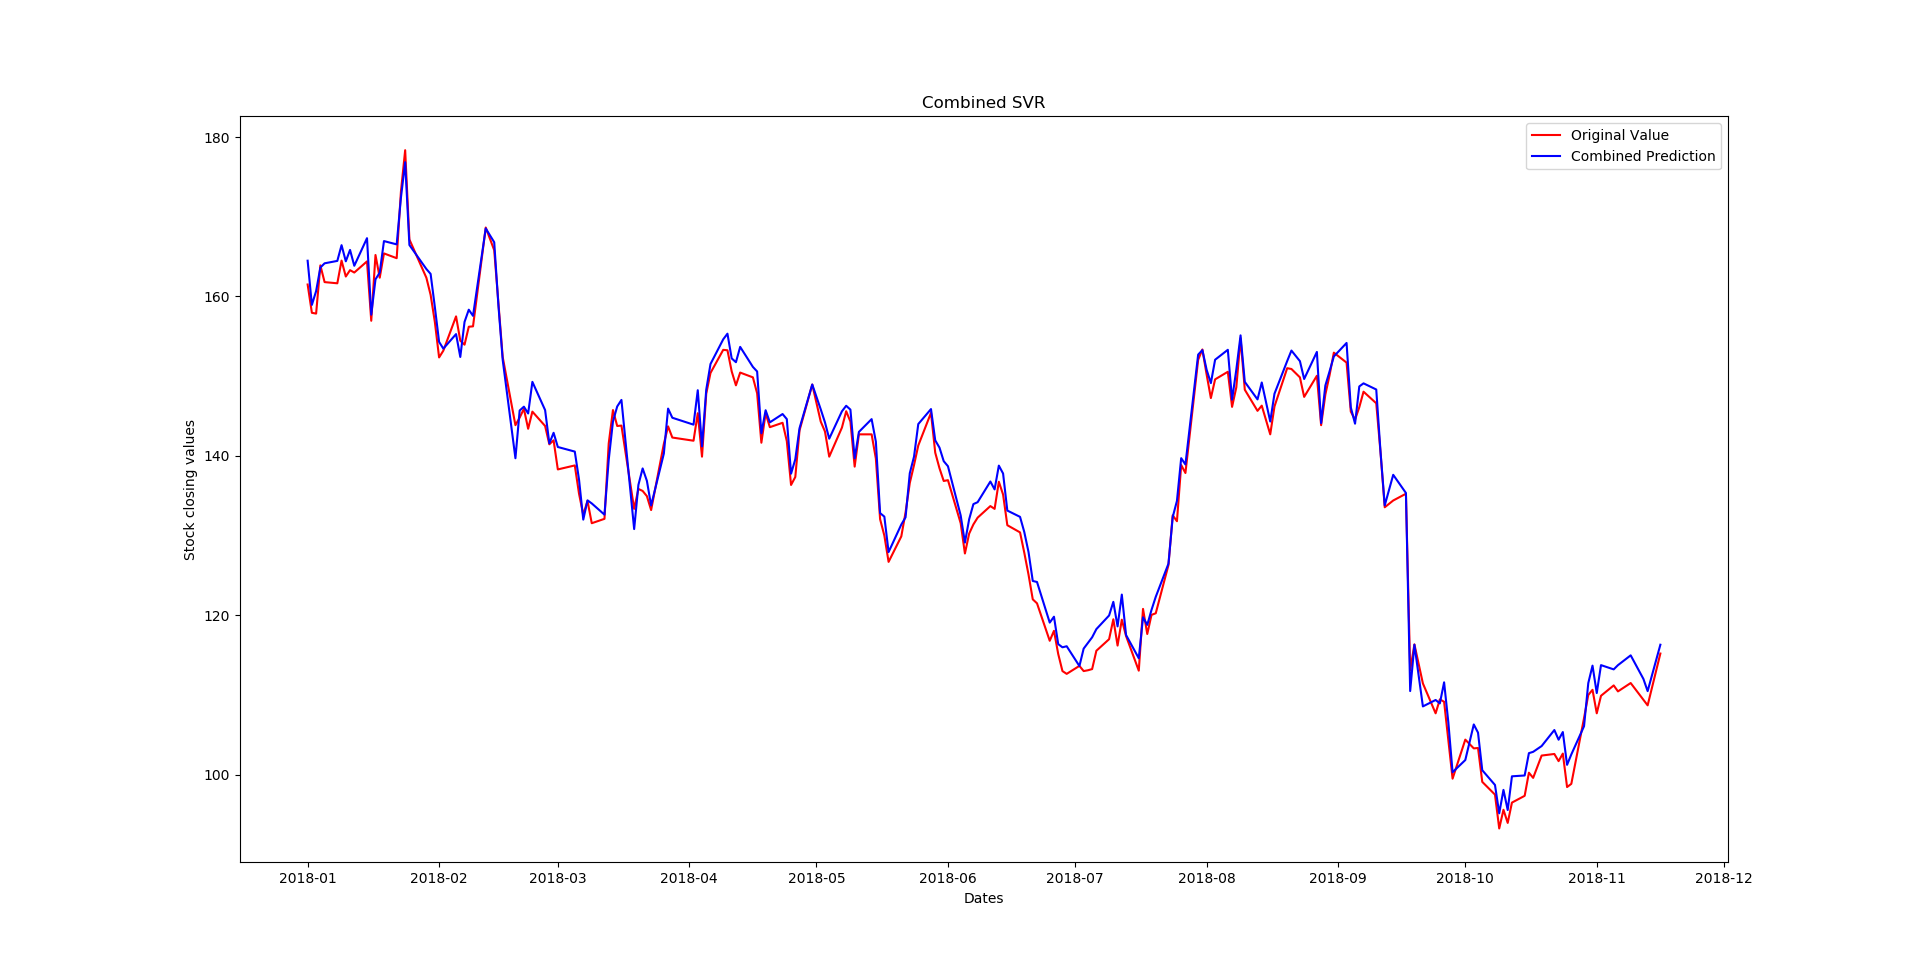 Combined SVR
Original Value
Combined Prediction
Stock closing values
180
160
140
120
100
2018-01 2018-02 2018-03 2018-04 2018-05 2018-06 2018-07 2018-08 2018-09 2018-10 2018-11 2018-12
Dates